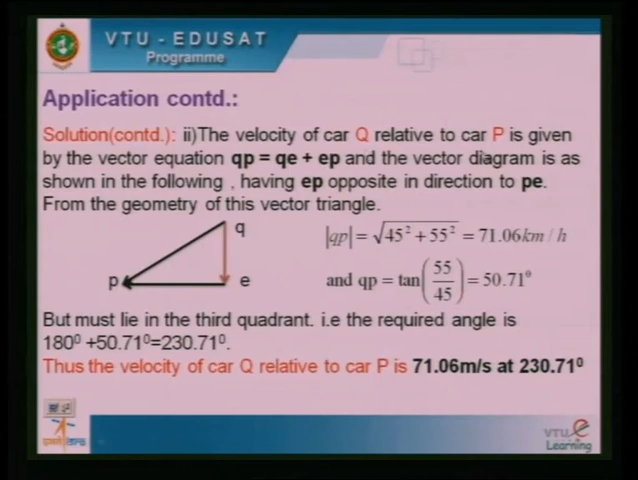 VTU - EDUSAT
Programme
Application contd.:
Solution(contd.): ii)The velocity of car Q relative to car P is given
by the vector equation qp = qe + ep and the vector diagram is as
shown in the following , having ep opposite in direction to pe.
From the geometry of this vector triangle.
q
p
e
|qp| = √45² + 55² = 71.06km / h
and qp = tan(55/45) = 50.71°
But must lie in the third quadrant. i.e the required angle is
180⁰ +50.71⁰=230.71⁰.
Thus the velocity of car Q relative to car P is 71.06m/s at 230.71⁰
VTU e
Learning